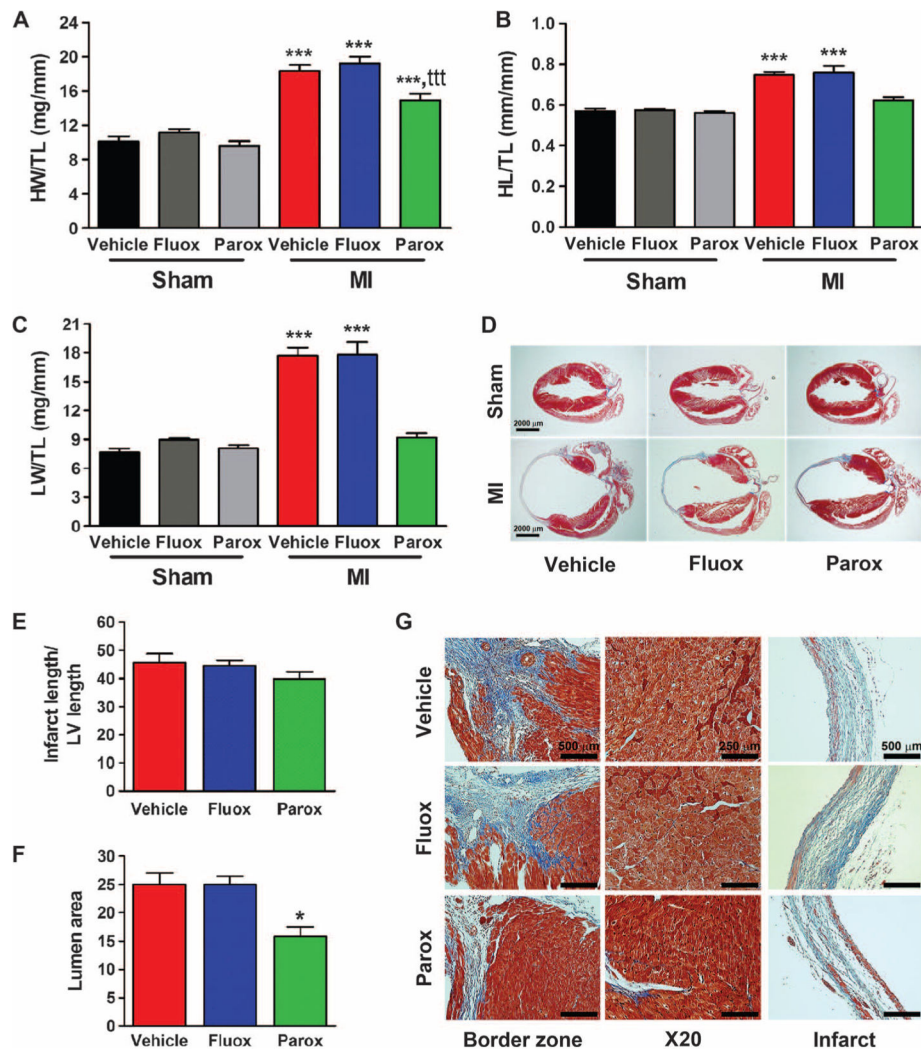 A
HW/TL (mg/mm)
24
20
16
12
8
4
0
***
***
***,ttt
Vehicle Fluox Parox Vehicle Fluox Parox
Sham MI
B
HL/TL (mm/mm)
1.0
0.8
0.6
0.4
0.2
0.0
***
***
Vehicle Fluox Parox Vehicle Fluox Parox
Sham MI
C
LW/TL (mg/mm)
21
18
15
12
9
6
3
0
***
***
Vehicle Fluox Parox Vehicle Fluox Parox
Sham MI
D
Sham
2000 µm
MI
2000 µm
Vehicle Fluox Parox
E
Infarct length/
LV length
60
50
40
30
20
10
0
Vehicle Fluox Parox
F
Lumen area
30
25
20
15
10
5
0
*
Vehicle Fluox Parox
G
Vehicle
500 µm
250 µm
500 µm
Fluox
Parox
Border zone X20 Infarct